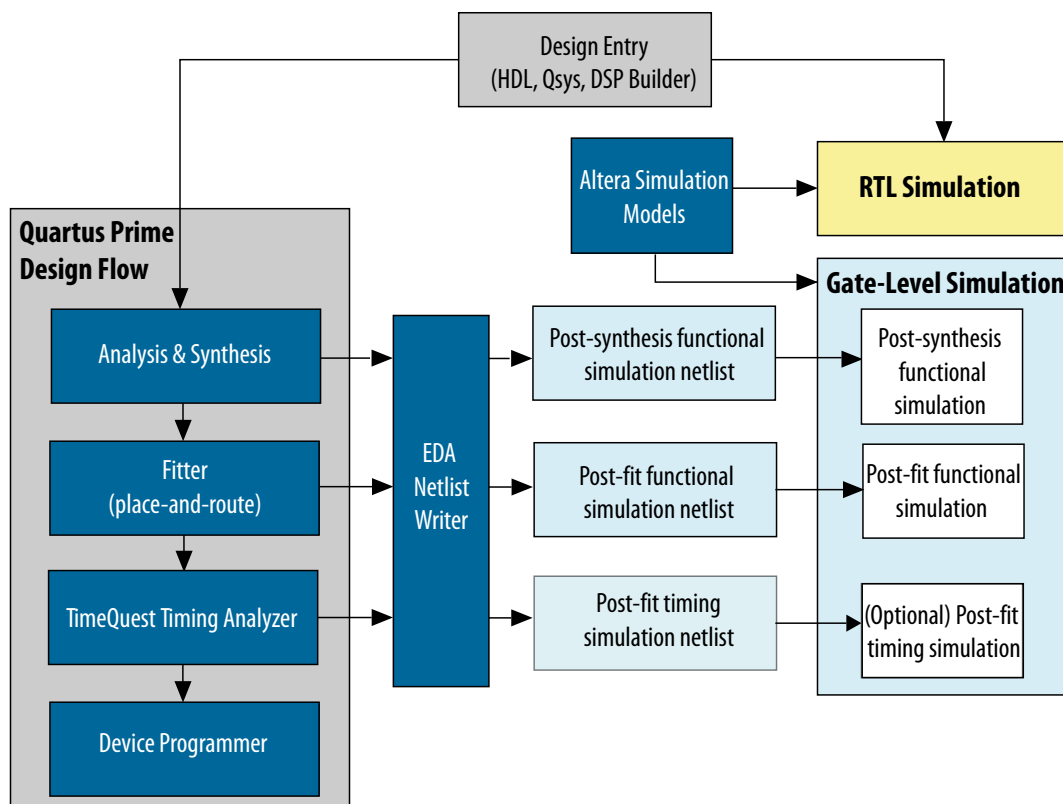 Design Entry
(HDL, Qsys, DSP Builder)
Altera Simulation
Models
RTL Simulation
Quartus Prime
Design Flow
Gate-Level Simulation
Analysis & Synthesis
EDA
Netlist
Writer
Post-synthesis functional
simulation netlist
Post-synthesis
functional
simulation
Fitter
(place-and-route)
Post-fit functional
simulation netlist
Post-fit functional
simulation
TimeQuest Timing Analyzer
Post-fit timing
simulation netlist
(Optional) Post-fit
timing simulation
Device Programmer